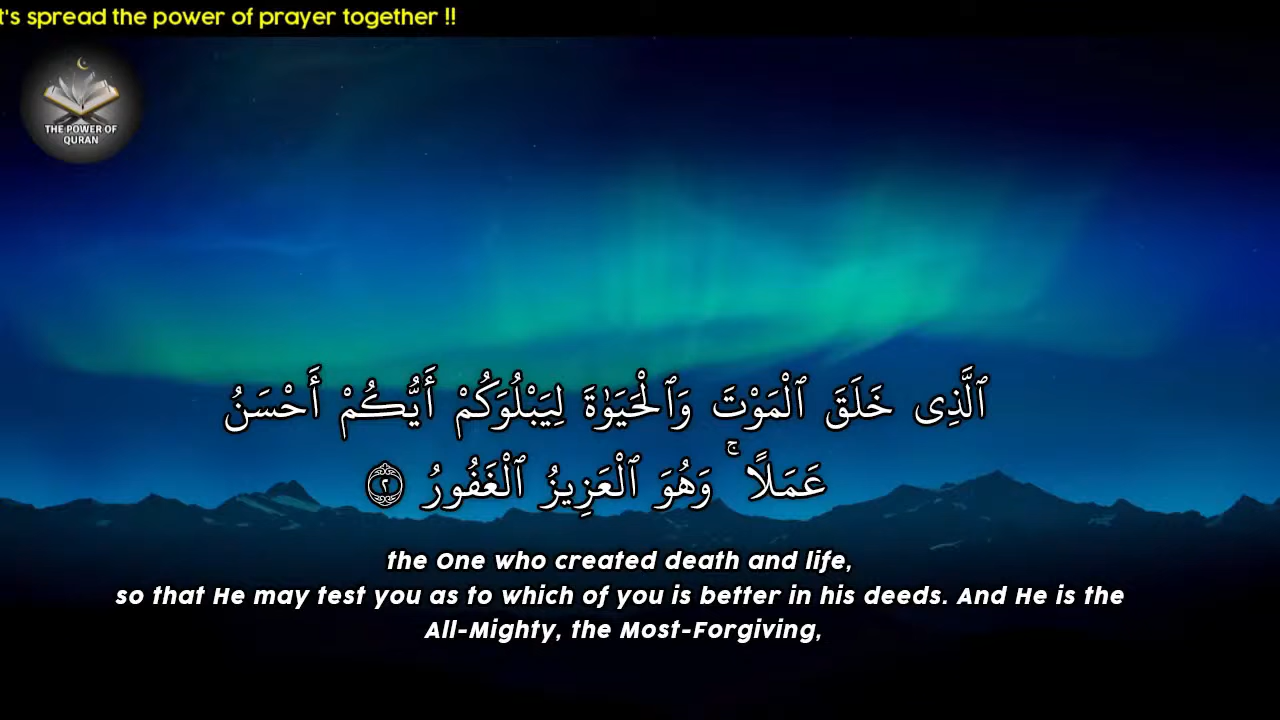 t's spread the power of prayer together !!
THE POWER OF
QURAN
ٱلَّذِى خَلَقَ ٱلْمَوْتَ وَٱلْحَيَوٰةَ لِيَبْلُوَكُمْ أَيُّكُمْ أَحْسَنُ
عَمَلًا ۚ وَهُوَ ٱلْعَزِيزُ ٱلْغَفُورُ ٢
the One who created death and life,
so that He may test you as to which of you is better in his deeds. And He is the
All-Mighty, the Most-Forgiving,